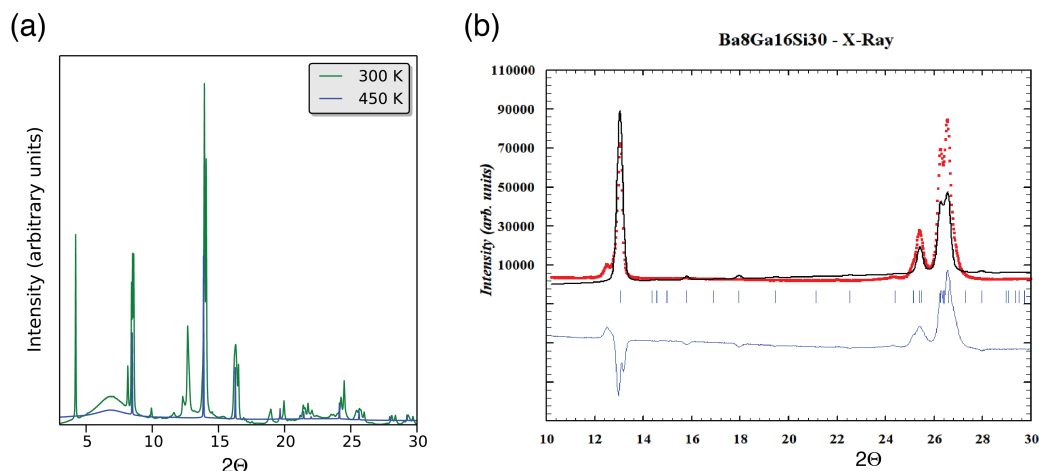 (a)
300 K
450 K
Intensity (arbitrary units)
5 10 15 20 25 30
2Θ
(b)
Ba8Ga16Si30 - X-Ray
110000
90000
70000
50000
30000
10000
Intensity (arb. units)
10 12 14 16 18 20 22 24 26 28 30
2Θ